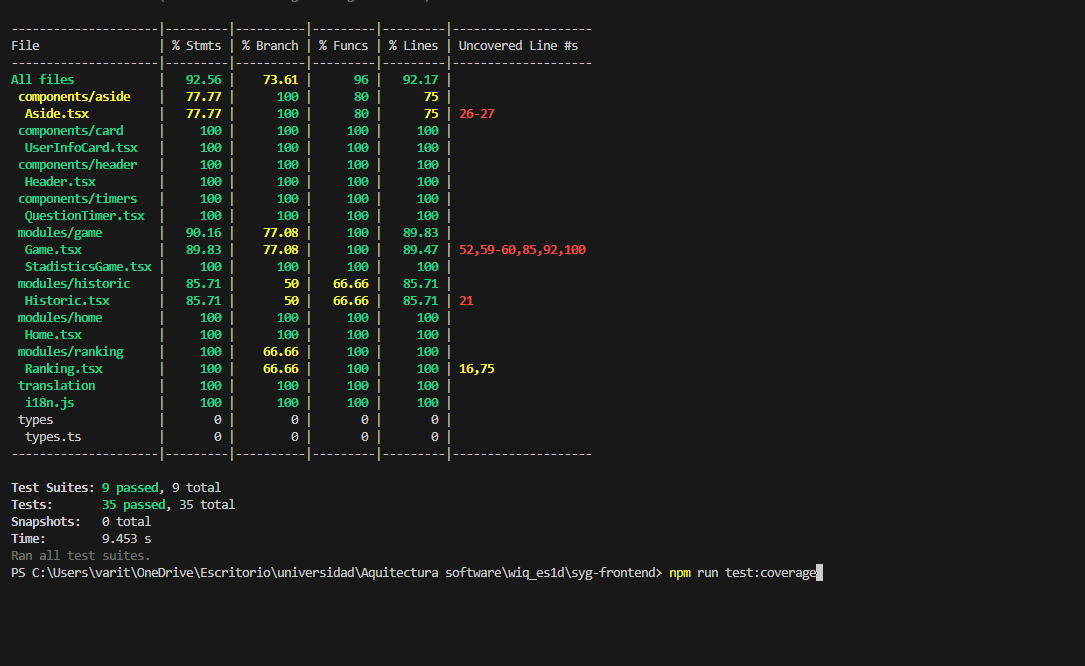 ---------------------|---------|----------|---------|---------|--------------------
File                 | % Stmts | % Branch | % Funcs | % Lines | Uncovered Line #s
---------------------|---------|----------|---------|---------|--------------------
All files            |   92.56 |    73.61 |      96 |   92.17 |
 components/aside    |   77.77 |      100 |      80 |      75 |
  Aside.tsx          |   77.77 |      100 |      80 |      75 | 26-27
 components/card     |     100 |      100 |     100 |     100 |
  UserInfoCard.tsx   |     100 |      100 |     100 |     100 |
 components/header   |     100 |      100 |     100 |     100 |
  Header.tsx         |     100 |      100 |     100 |     100 |
 components/timers   |     100 |      100 |     100 |     100 |
  QuestionTimer.tsx  |     100 |      100 |     100 |     100 |
 modules/game        |   90.16 |    77.08 |     100 |   89.83 |
  Game.tsx           |   89.83 |    77.08 |     100 |   89.47 | 52,59-60,85,92,100
  StadisticsGame.tsx |     100 |      100 |     100 |     100 |
 modules/historic    |   85.71 |       50 |   66.66 |   85.71 |
  Historic.tsx       |   85.71 |       50 |   66.66 |   85.71 | 21
 modules/home        |     100 |      100 |     100 |     100 |
  Home.tsx           |     100 |      100 |     100 |     100 |
 modules/ranking     |     100 |    66.66 |     100 |     100 |
  Ranking.tsx        |     100 |    66.66 |     100 |     100 | 16,75
 translation         |     100 |      100 |     100 |     100 |
  i18n.js            |     100 |      100 |     100 |     100 |
 types               |       0 |        0 |       0 |       0 |
  types.ts           |       0 |        0 |       0 |       0 |
---------------------|---------|----------|---------|---------|--------------------
Test Suites: 9 passed, 9 total
Tests:       35 passed, 35 total
Snapshots:   0 total
Time:        9.453 s
Ran all test suites.
PS C:\Users\varit\OneDrive\Escritorio\universidad\Aquitectura software\wiq_es1d\syg-frontend> npm run test:coverage